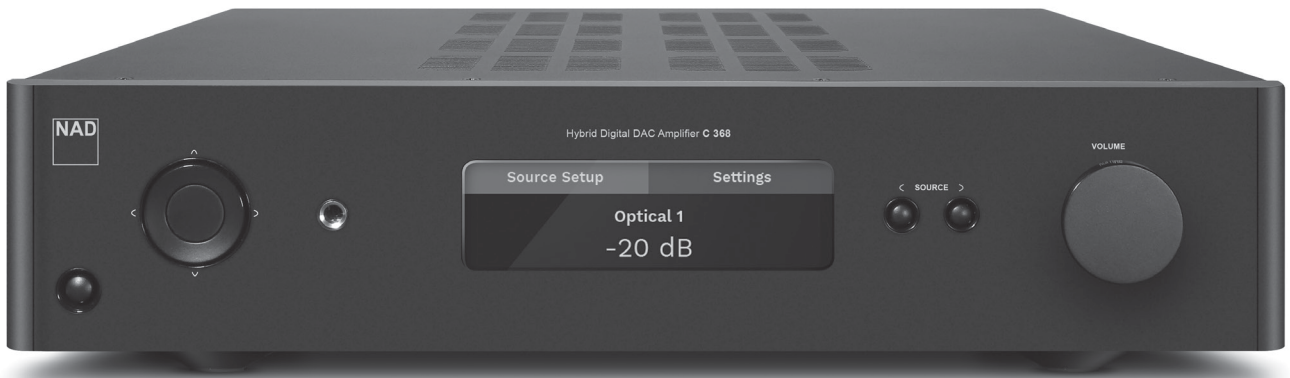 NAD
Hybrid Digital DAC Amplifier C 368
VOLUME
Source Setup
Settings
< SOURCE >
Optical 1
-20 dB